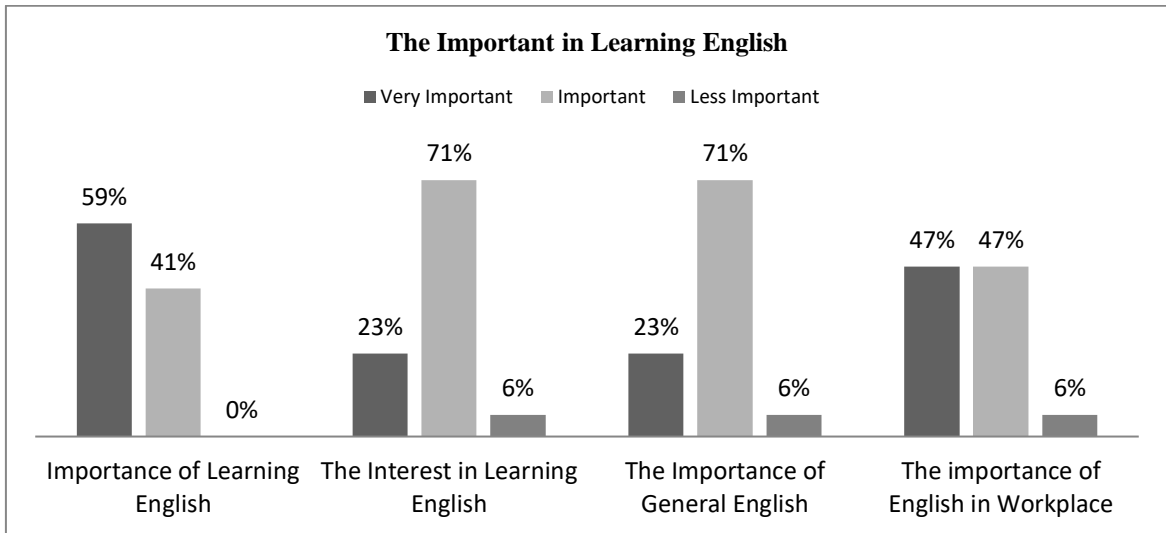 The Important in Learning English
Very Important Important Less Important
59% 41% 0%
23% 71% 6%
23% 71% 6%
47% 47% 6%
Importance of Learning
English
The Interest in Learning
English
The Importance of
General English
The importance of
English in Workplace